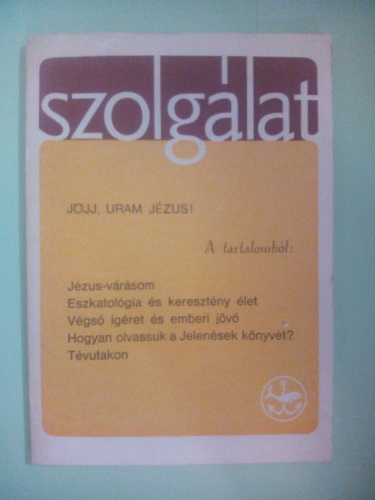 szolgálat
JÖJJ, URAM JÉZUS!
A tartalomból:
Jézus-várásom
Eszkatológia és keresztény élet
Végső ígéret és emberi jövő
Hogyan olvassuk a Jelenések könyvét?
Tévutakon